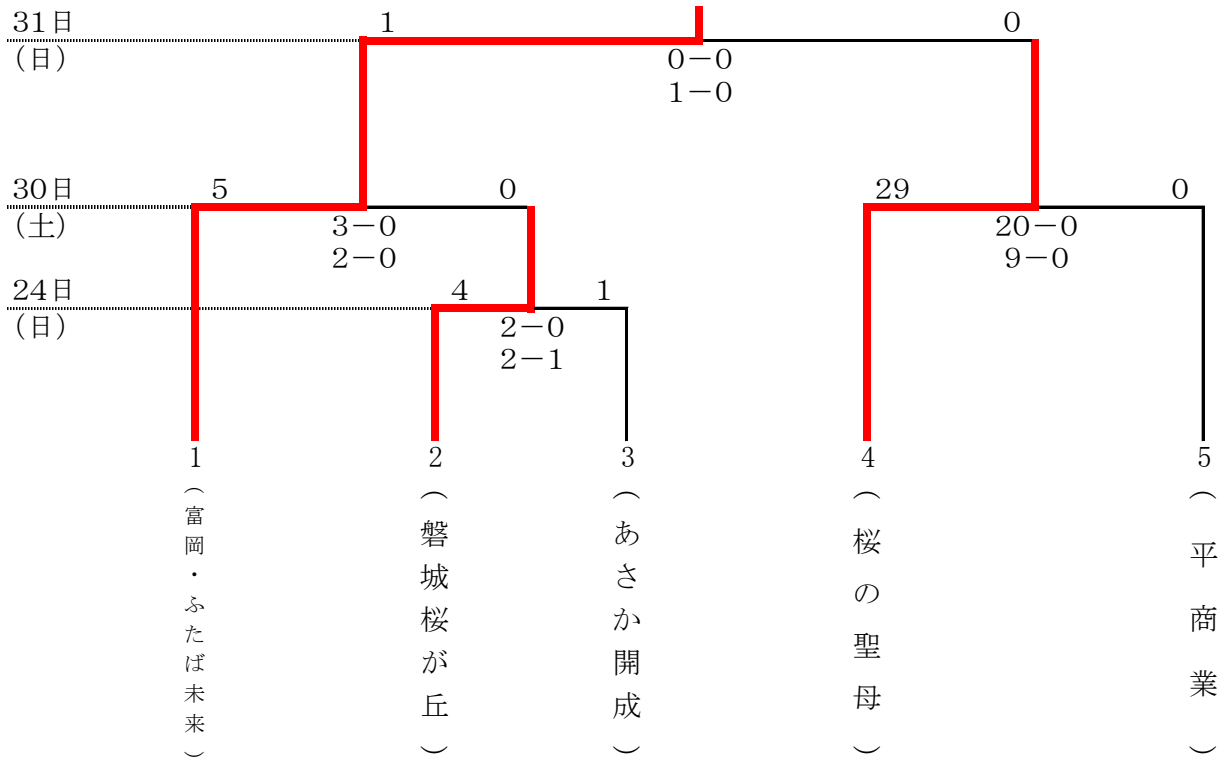 31日
(日)
1
0
0-0
1-0
30日
(土)
5
0
3-0
2-0
29
0
20-0
9-0
24日
(日)
4
1
2-0
2-1
1
2
3
4
5
(富岡・ふたば未来)
(磐城桜が丘)
(あさか開成)
(桜の聖母)
(平商業)